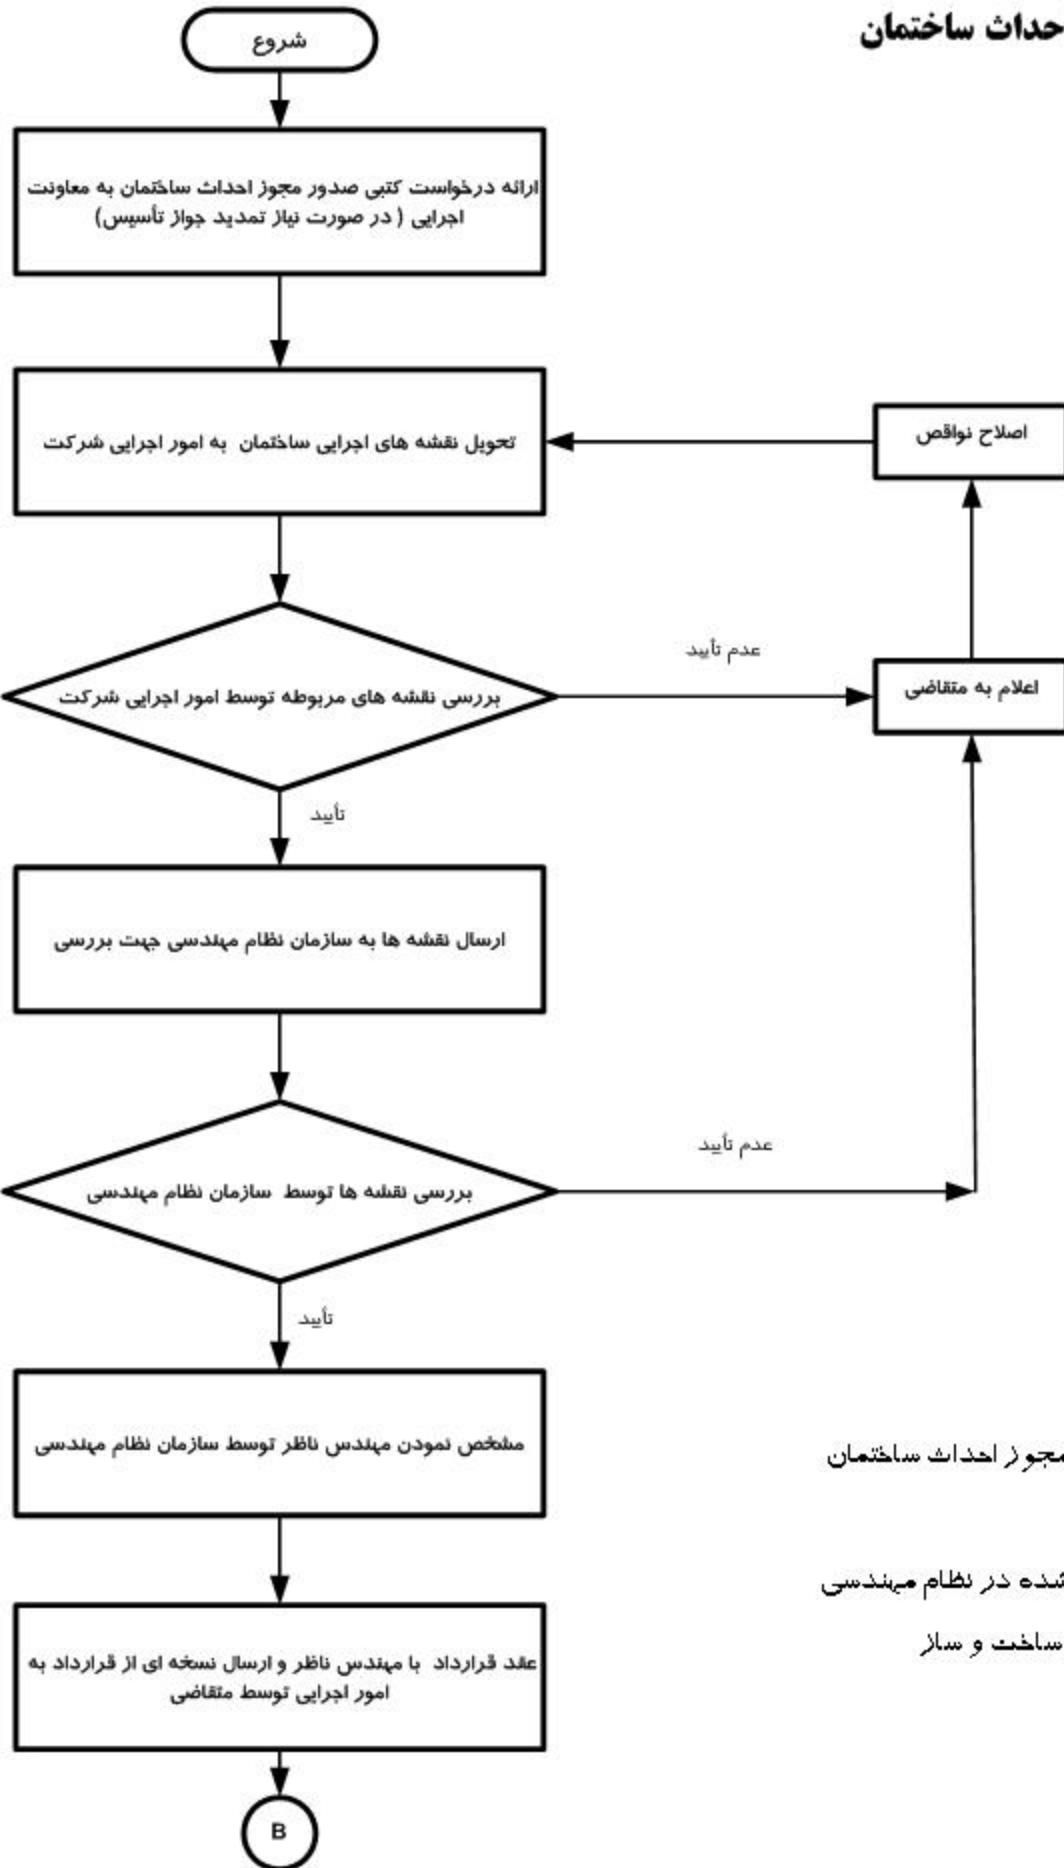 حداث ساختمان
شروع
ارائه درخواست کتبی صدور مجوز احداث ساختمان به معاونت
اجرایی ( در صورت نیاز تمدید جواز تأسیس)
تحویل نقشه های اجرایی ساختمان به امور اجرایی شرکت
اصلاح نواقص
بررسی نقشه های مربوطه توسط امور اجرایی شرکت
عدم تأیید
اعلام به متقاضی
تأیید
ارسال نقشه ها به سازمان نظام مهندسی جهت بررسی
بررسی نقشه ها توسط سازمان نظام مهندسی
عدم تأیید
تأیید
مشخص نمودن مهندس ناظر توسط سازمان نظام مهندسی
مجوز احداث ساختمان
شده در نظام مهندسی
ساخت و ساز
عقد قرارداد با مهندس ناظر و ارسال نسخه ای از قرارداد به
امور اجرایی توسط متقاضی
B